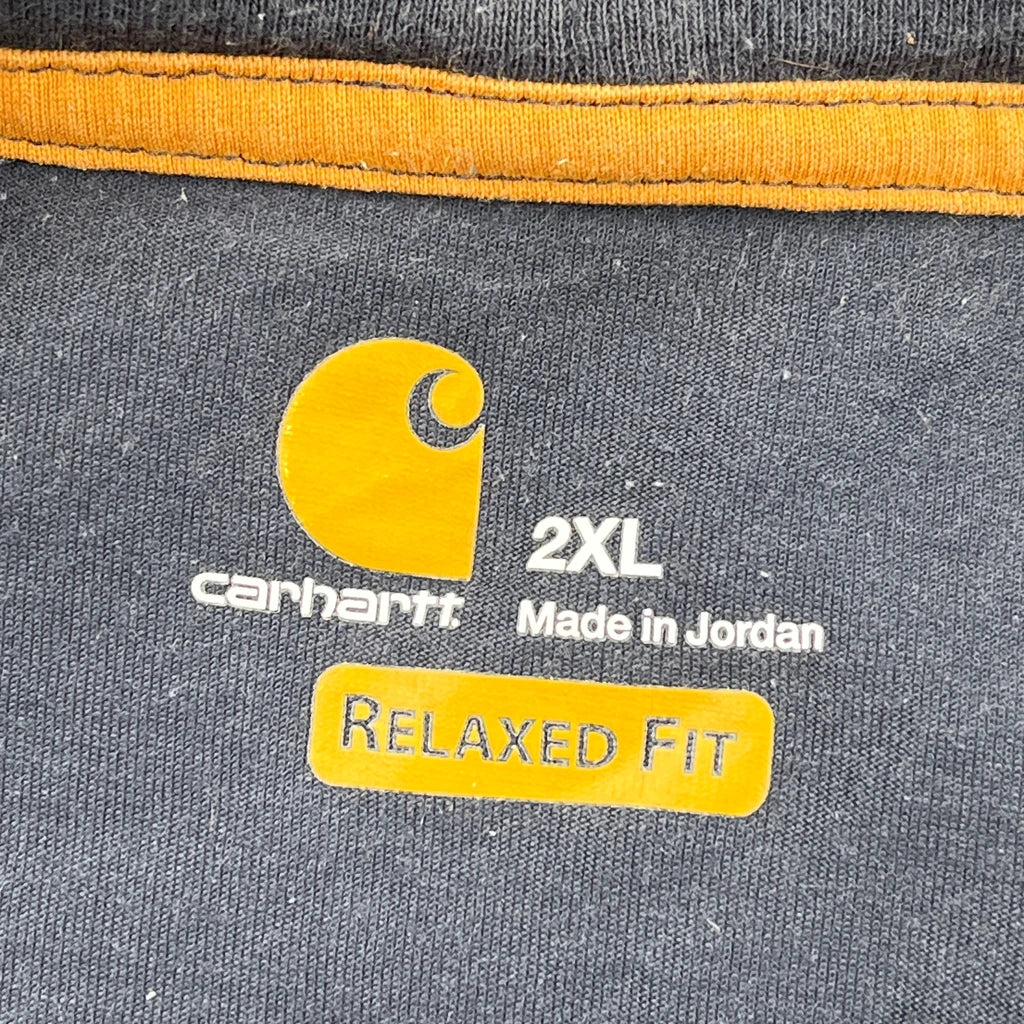 2XL
carhartt.
Made in Jordan
RELAXED FIT